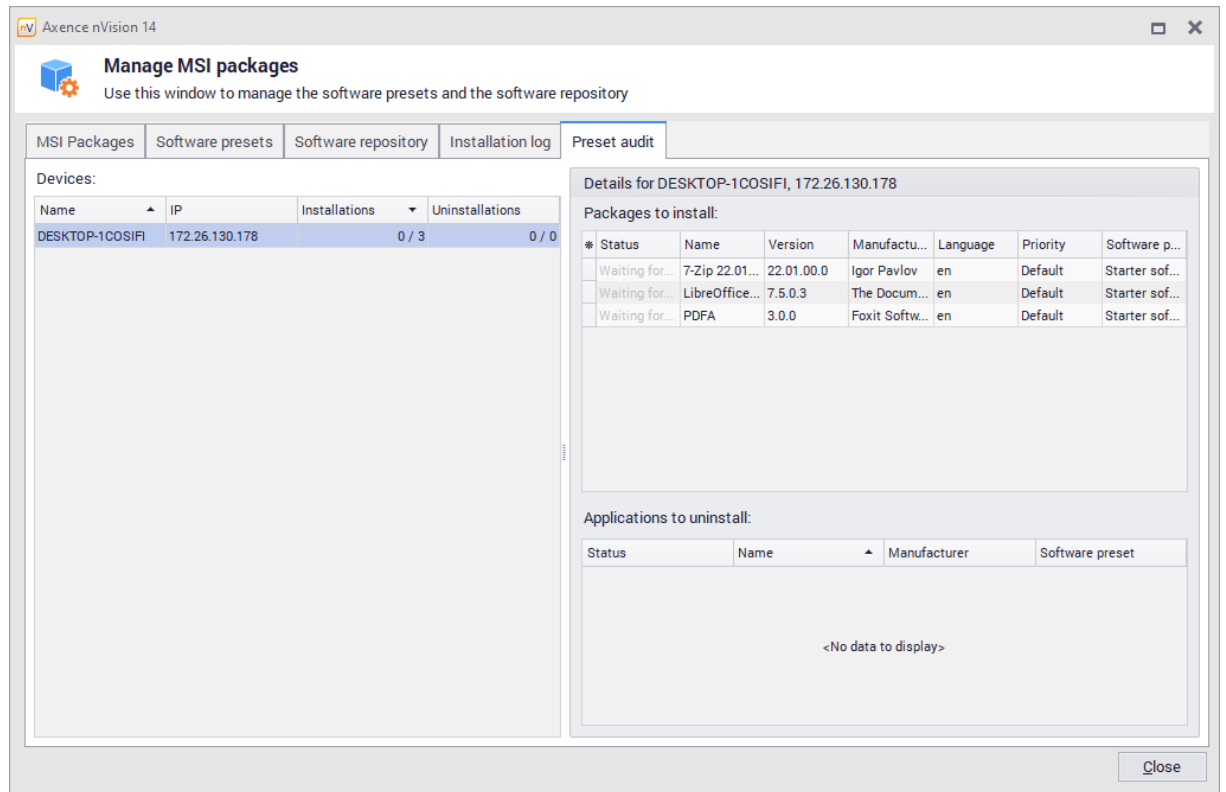 nV Axence nVision 14
Manage MSI packages
Use this window to manage the software presets and the software repository
MSI Packages Software presets Software repository Installation log Preset audit
Devices:
Name IP Installations Uninstallations
DESKTOP-1COSIFI 172.26.130.178 0 / 3 0 / 0
Details for DESKTOP-1COSIFI, 172.26.130.178
Packages to install:
Status Name Version Manufactu... Language Priority Software p...
Waiting for... 7-Zip 22.01... 22.01.00.0 Igor Pavlov en Default Starter sof...
Waiting for... LibreOffice... 7.5.0.3 The Docum... en Default Starter sof...
Waiting for... PDFA 3.0.0 Foxit Softw... en Default Starter sof...
Applications to uninstall:
Status Name Manufacturer Software preset
<No data to display>
Close